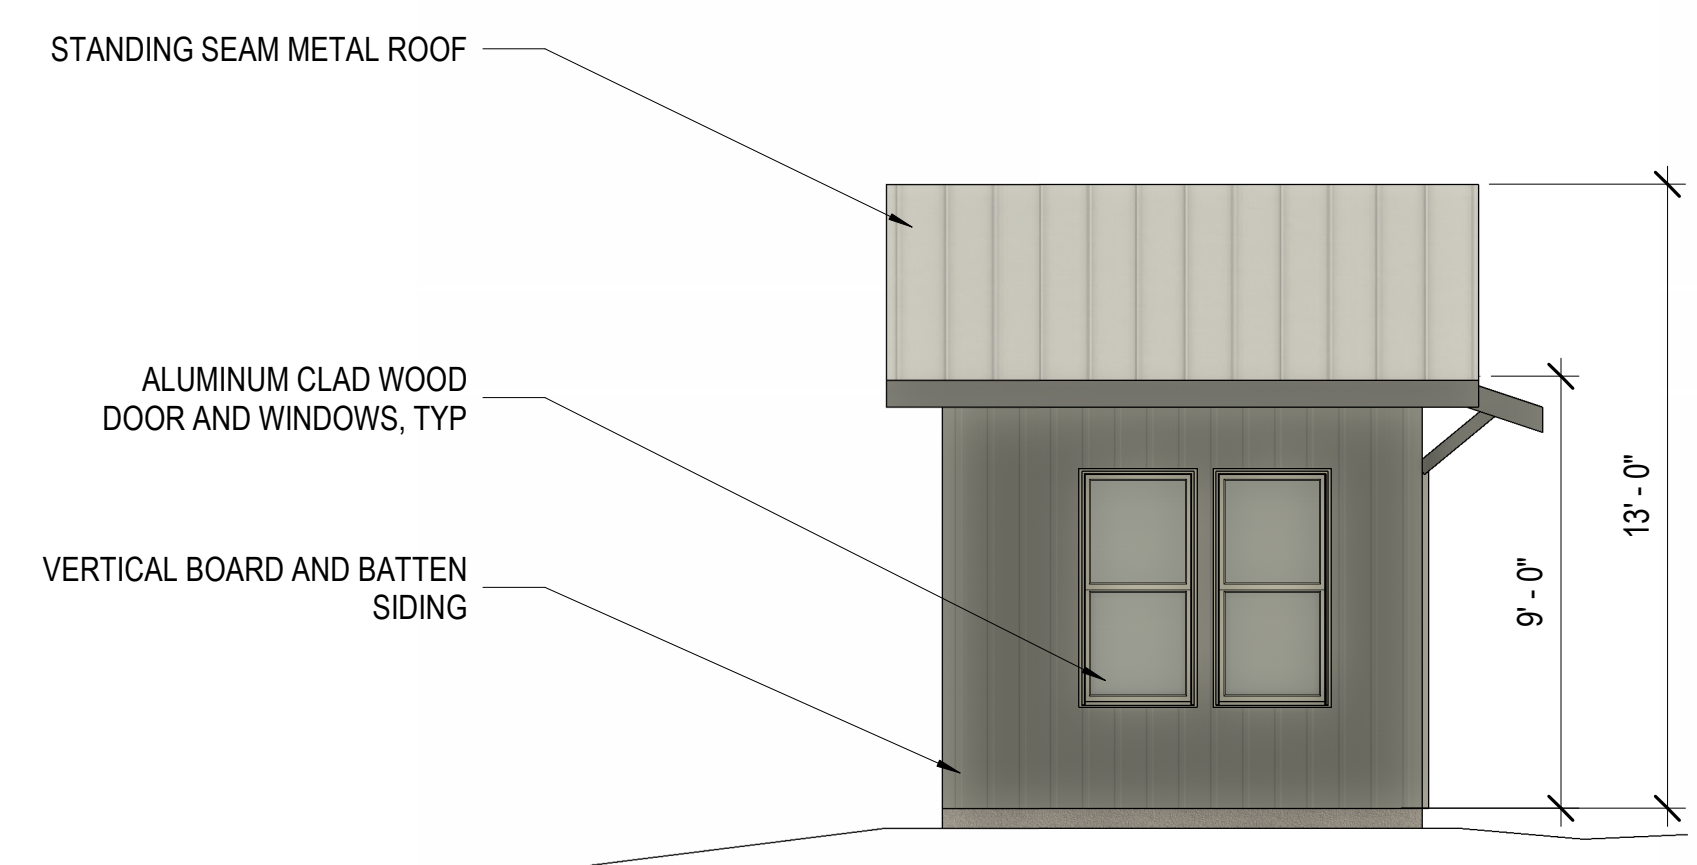 STANDING SEAM METAL ROOF
ALUMINUM CLAD WOOD
DOOR AND WINDOWS, TYP
VERTICAL BOARD AND BATTEN
SIDING
9' - 0"
13' - 0"